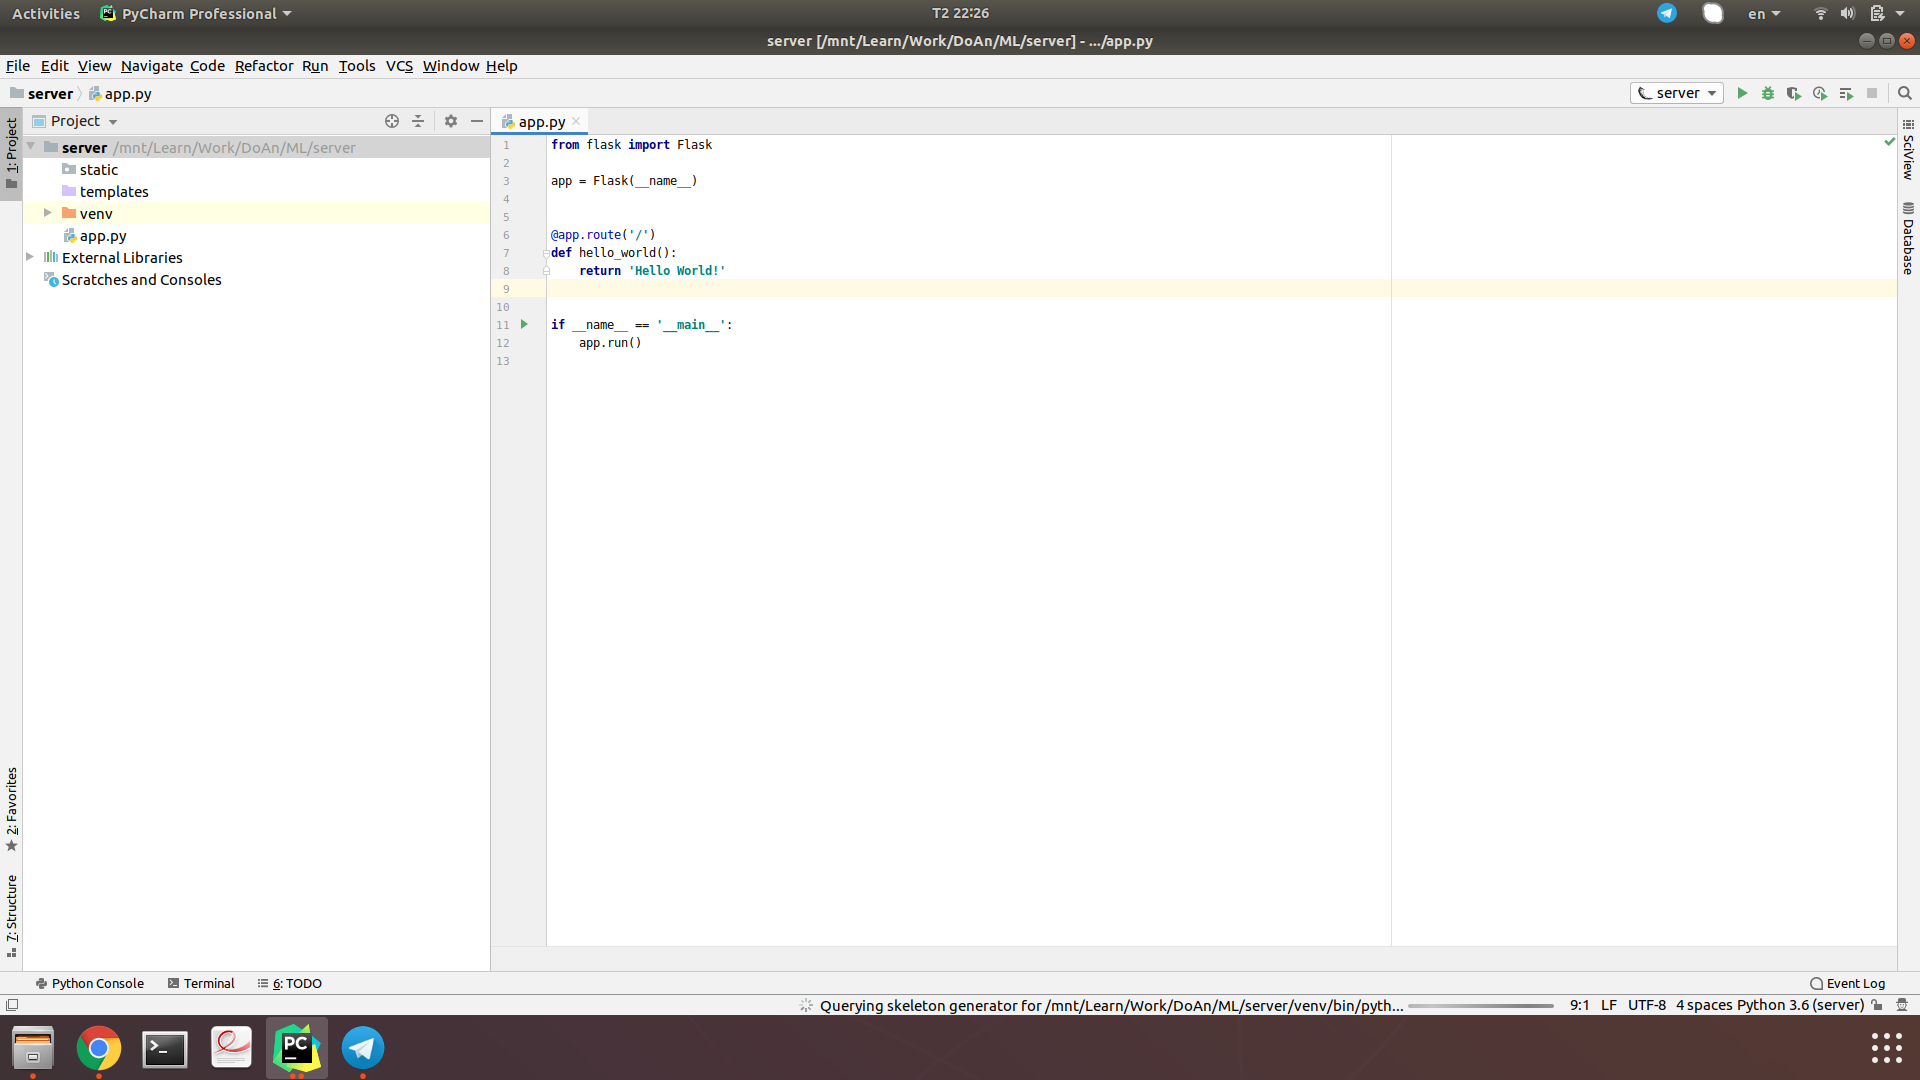 Activities PyCharm Professional T2 22:26 en
server [/mnt/Learn/Work/DoAn/ML/server] - .../app.py
File Edit View Navigate Code Refactor Run Tools VCS Window Help
server app.py server
Project
app.py
1: Project
server /mnt/Learn/Work/DoAn/ML/server
static
templates
venv
app.py
External Libraries
Scratches and Consoles
1 from flask import Flask
2
3 app = Flask(__name__)
4
5
6 @app.route('/')
7 def hello_world():
8 return 'Hello World!'
9
10
11 if __name__ == '__main__':
12 app.run()
13
SciView
Database
2: Favorites
7: Structure
Python Console Terminal 6: TODO Event Log
Querying skeleton generator for /mnt/Learn/Work/DoAn/ML/server/venv/bin/pyth... 9:1 LF UTF-8 4 spaces Python 3.6 (server)
PC